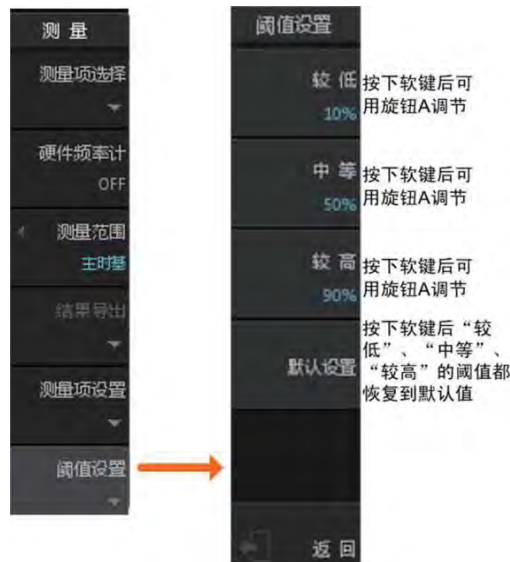 测 量
测量项选择
硬件频率计
OFF
测量范围
主时基
结果导出
测量项设置
阈值设置
阈值设置
较 低
10%
按下软键后可
用旋钮A调节
中 等
50%
按下软键后可
用旋钮A调节
较 高
90%
按下软键后可
用旋钮A调节
默认设置
按下软键后“较
低”、“中等”、
“较高”的阈值都
恢复到默认值
返 回